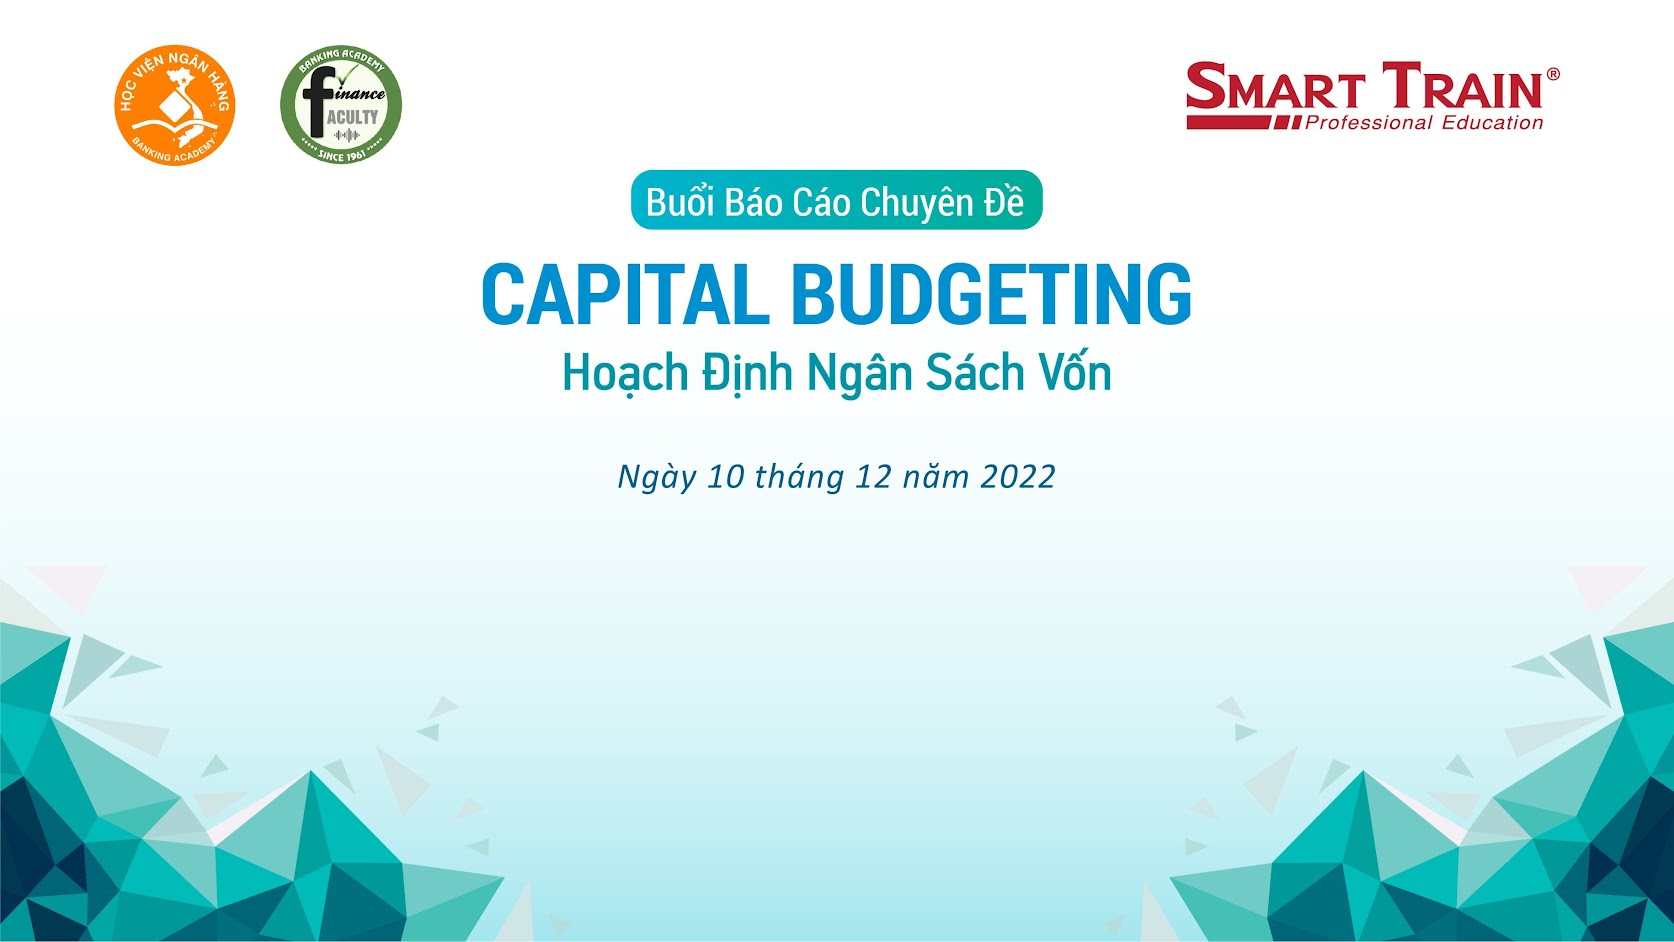 HỌC VIỆN NGÂN HÀNG
BANKING ACADEMY
BANKING ACADEMY
finance
FACULTY
SINCE 1961
SMART TRAIN®
Professional Education
Buổi Báo Cáo Chuyên Đề
CAPITAL BUDGETING
Hoạch Định Ngân Sách Vốn
Ngày 10 tháng 12 năm 2022